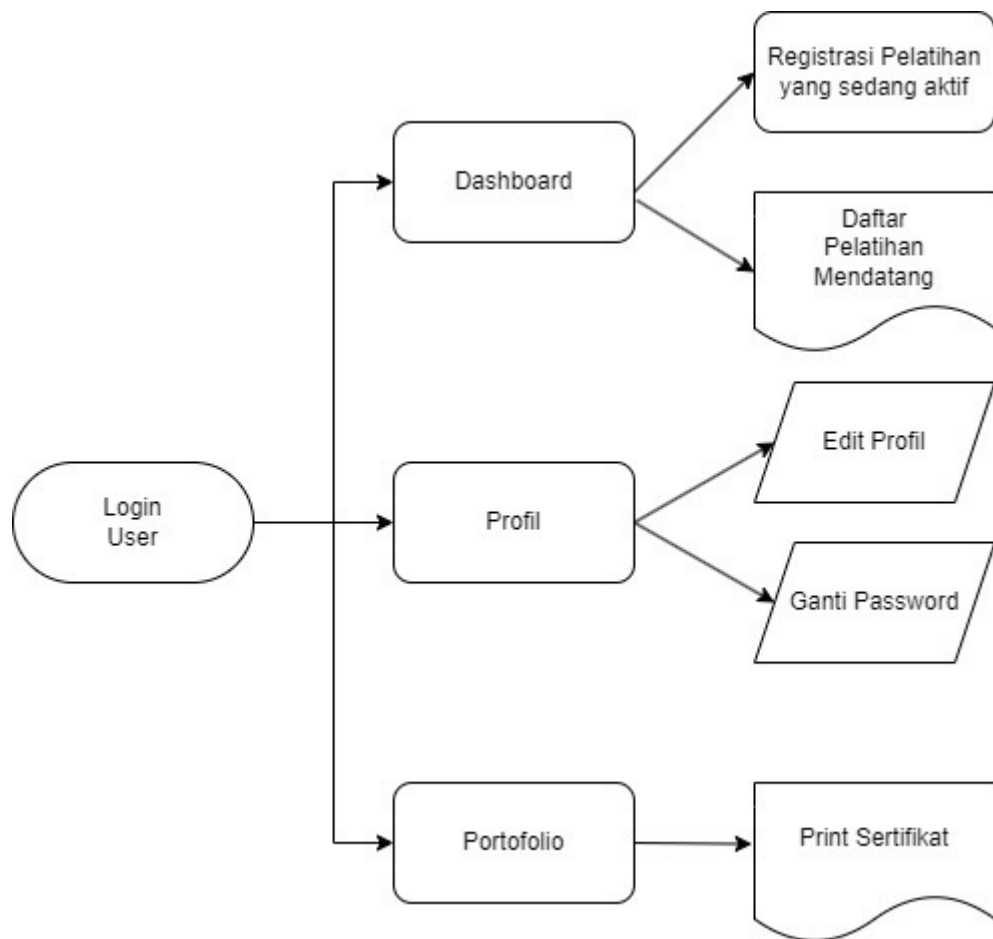 Registrasi Pelatihan
yang sedang aktif
Dashboard
Daftar
Pelatihan
Mendatang
Edit Profil
Login
User
Profil
Ganti Password
Portofolio
Print Sertifikat